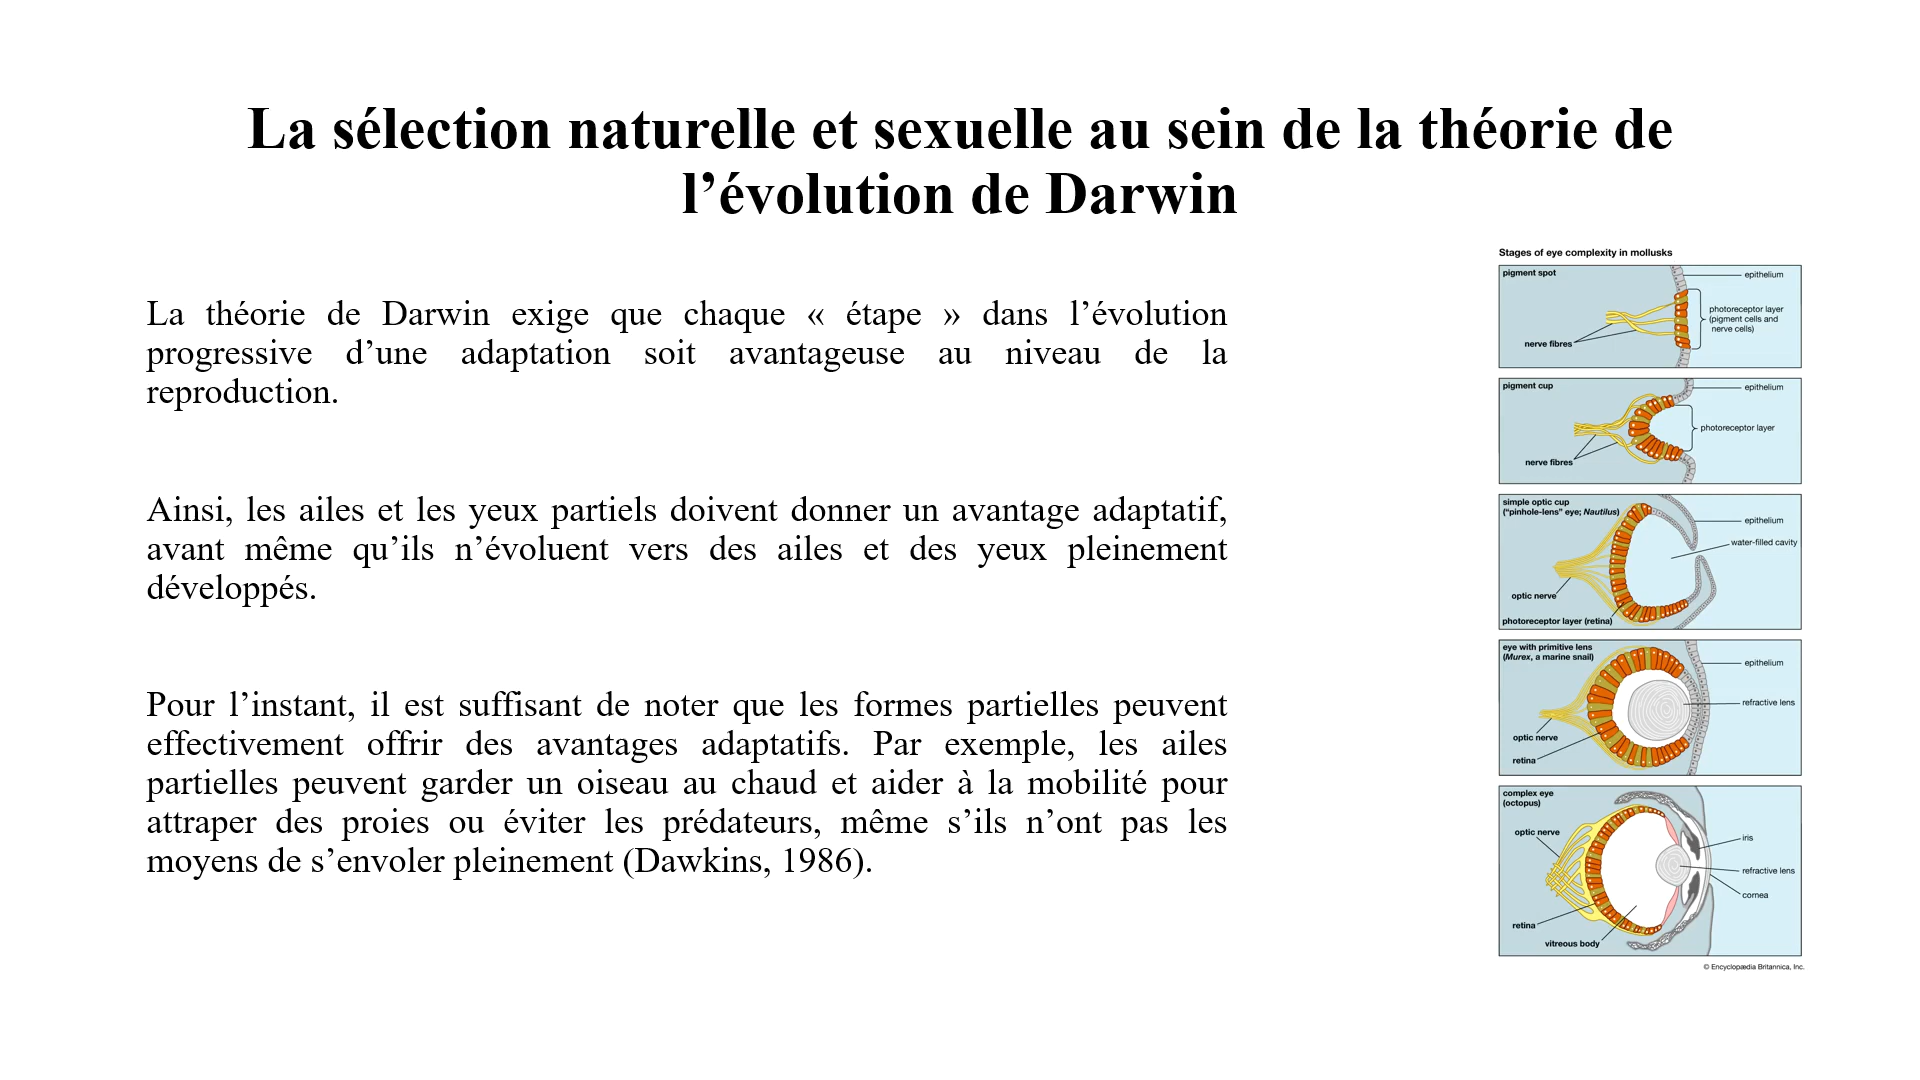 La sélection naturelle et sexuelle au sein de la théorie de
l’évolution de Darwin
La théorie de Darwin exige que chaque « étape » dans l’évolution
progressive d’une adaptation soit avantageuse au niveau de la
reproduction.
Ainsi, les ailes et les yeux partiels doivent donner un avantage adaptatif,
avant même qu’ils n’évoluent vers des ailes et des yeux pleinement
développés.
Pour l’instant, il est suffisant de noter que les formes partielles peuvent
effectivement offrir des avantages adaptatifs. Par exemple, les ailes
partielles peuvent garder un oiseau au chaud et aider à la mobilité pour
attraper des proies ou éviter les prédateurs, même s’ils n’ont pas les
moyens de s’envoler pleinement (Dawkins, 1986).
Stages of eye complexity in mollusks
pigment spot
epithelium
photoreceptor layer
(pigment cells and
nerve cells)
nerve fibres
pigment cup
epithelium
photoreceptor layer
nerve fibres
simple optic cup
(“pinhole-lens” eye; Nautilus)
epithelium
water-filled cavity
optic nerve
photoreceptor layer (retina)
eye with primitive lens
(Murex, a marine snail)
epithelium
refractive lens
optic nerve
retina
complex eye
(octopus)
optic nerve
iris
refractive lens
cornea
retina
vitreous body
© Encyclopædia Britannica, Inc.